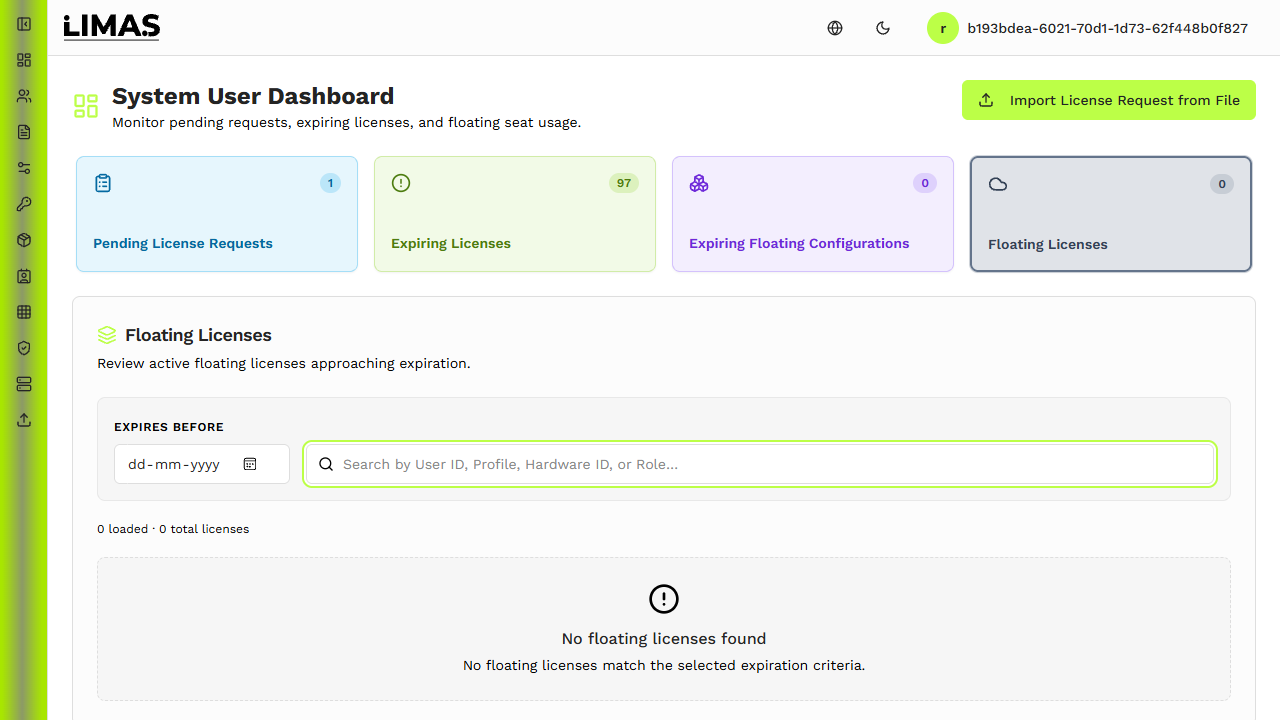 LIMAS
r
b193bdea-6021-70d1-1d73-62f448b0f827
System User Dashboard
Monitor pending requests, expiring licenses, and floating seat usage.
Import License Request from File
1
Pending License Requests
97
Expiring Licenses
0
Expiring Floating Configurations
0
Floating Licenses
Floating Licenses
Review active floating licenses approaching expiration.
EXPIRES BEFORE
dd-mm-yyyy
Search by User ID, Profile, Hardware ID, or Role...
0 loaded · 0 total licenses
No floating licenses found
No floating licenses match the selected expiration criteria.